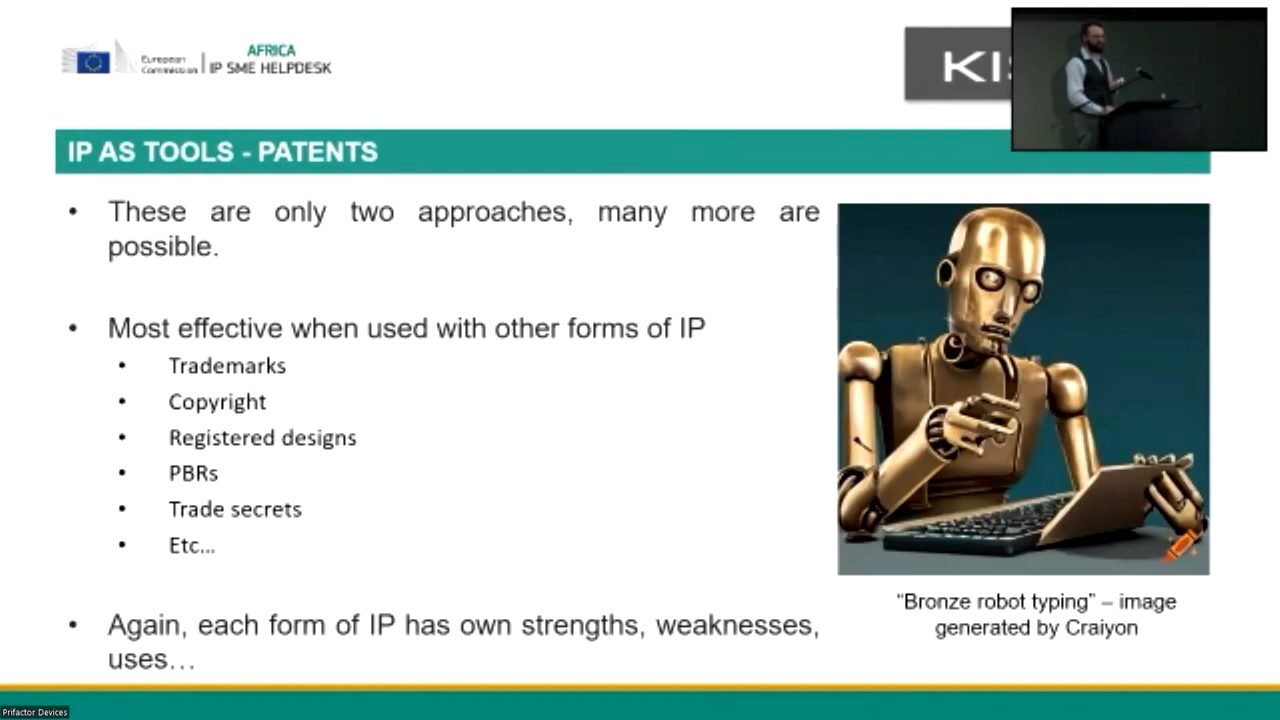 European
Commission
AFRICA
IP SME HELPDESK
IP AS TOOLS - PATENTS
• These are only two approaches, many more are
possible.
• Most effective when used with other forms of IP
• Trademarks
• Copyright
• Registered designs
• PBRs
• Trade secrets
• Etc...
• Again, each form of IP has own strengths, weaknesses,
uses…
“Bronze robot typing” – image
generated by Craiyon
Prifactor Devices